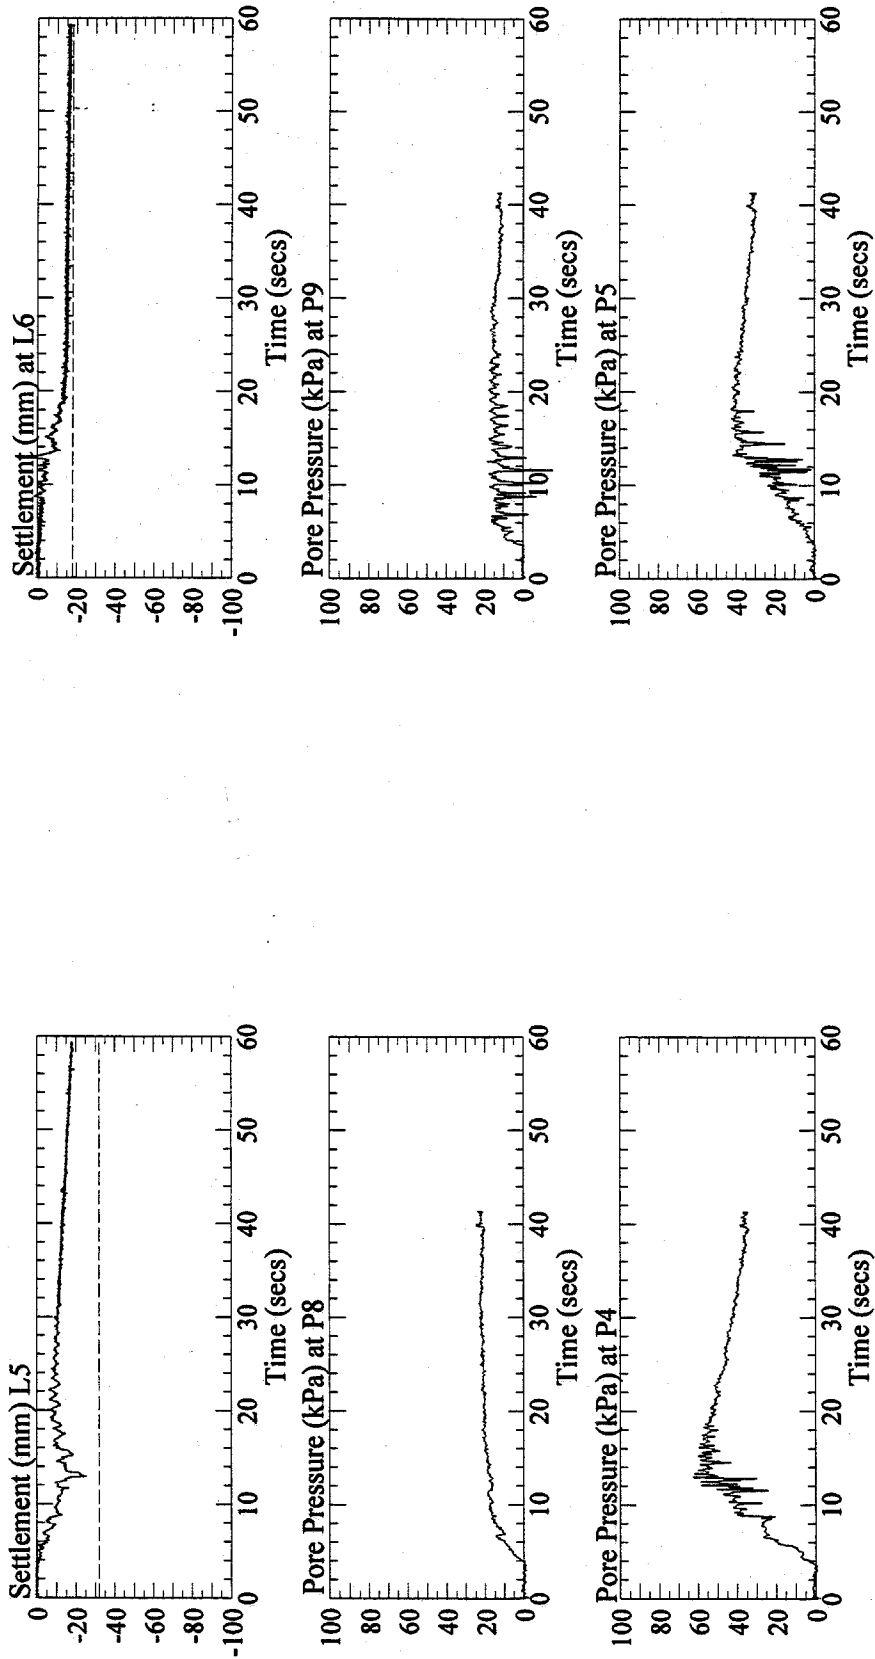 Settlement (mm) L5
0
-20
-40
-60
-80
-100
0 10 20 30 40 50 60
Time (secs)
Pore Pressure (kPa) at P8
100
80
60
40
20
0
0 10 20 30 40 50 60
Time (secs)
Pore Pressure (kPa) at P4
100
80
60
40
20
0
0 10 20 30 40 50 60
Time (secs)
Settlement (mm) at L6
0
-20
-40
-60
-80
-100
0 10 20 30 40 50 60
Time (secs)
Pore Pressure (kPa) at P9
100
80
60
40
20
0
0 10 20 30 40 50 60
Time (secs)
Pore Pressure (kPa) at P5
100
80
60
40
20
0
0 10 20 30 40 50 60
Time (secs)